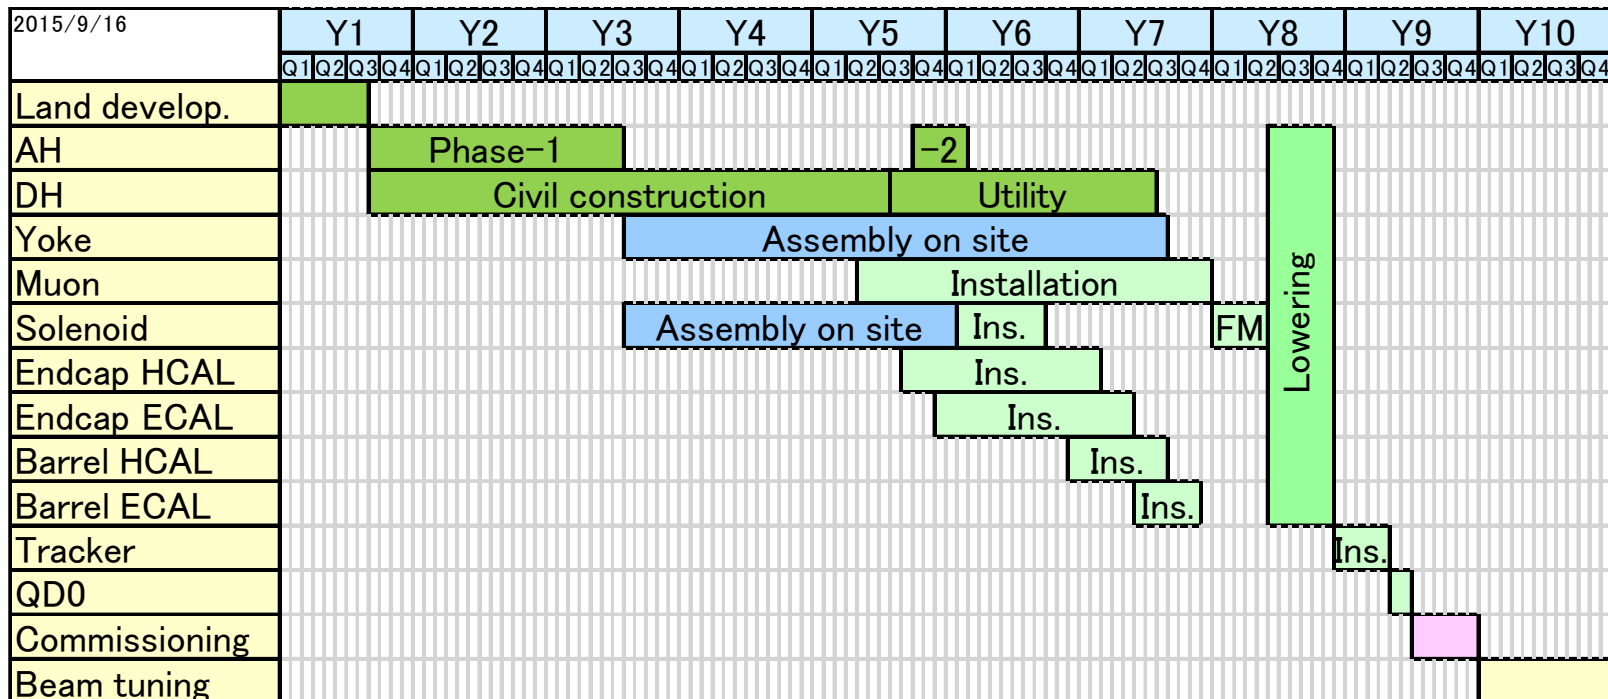 2015/9/16
Y1 Y2 Y3 Y4 Y5 Y6 Y7 Y8 Y9 Y10
Q1 Q2 Q3 Q4 Q1 Q2 Q3 Q4 Q1 Q2 Q3 Q4 Q1 Q2 Q3 Q4 Q1 Q2 Q3 Q4 Q1 Q2 Q3 Q4 Q1 Q2 Q3 Q4 Q1 Q2 Q3 Q4 Q1 Q2 Q3 Q4 Q1 Q2 Q3 Q4
Land develop.
AH Phase-1 -2
DH Civil construction Utility
Yoke Assembly on site
Muon Installation
Lowering
Solenoid Assembly on site Ins. FM
Endcap HCAL Ins.
Endcap ECAL Ins.
Barrel HCAL Ins.
Barrel ECAL Ins.
Tracker Ins.
QD0
Commissioning
Beam tuning